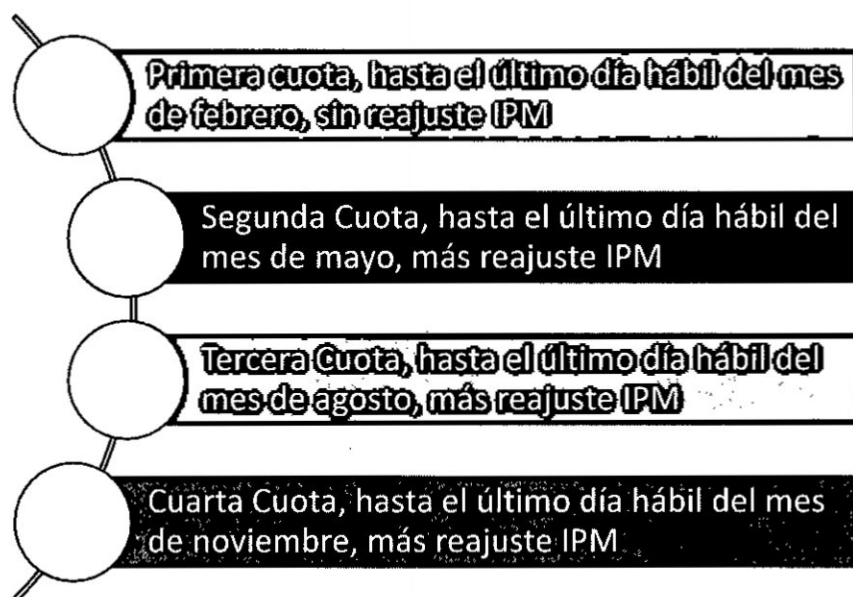 Primera cuota, hasta el último día hábil del mes
de febrero, sin reajuste IPM
Segunda Cuota, hasta el último día hábil del
mes de mayo, más reajuste IPM
Tercera Cuota, hasta el último día hábil del
mes de agosto, más reajuste IPM
Cuarta Cuota, hasta el último día hábil del mes
de noviembre, más reajuste IPM